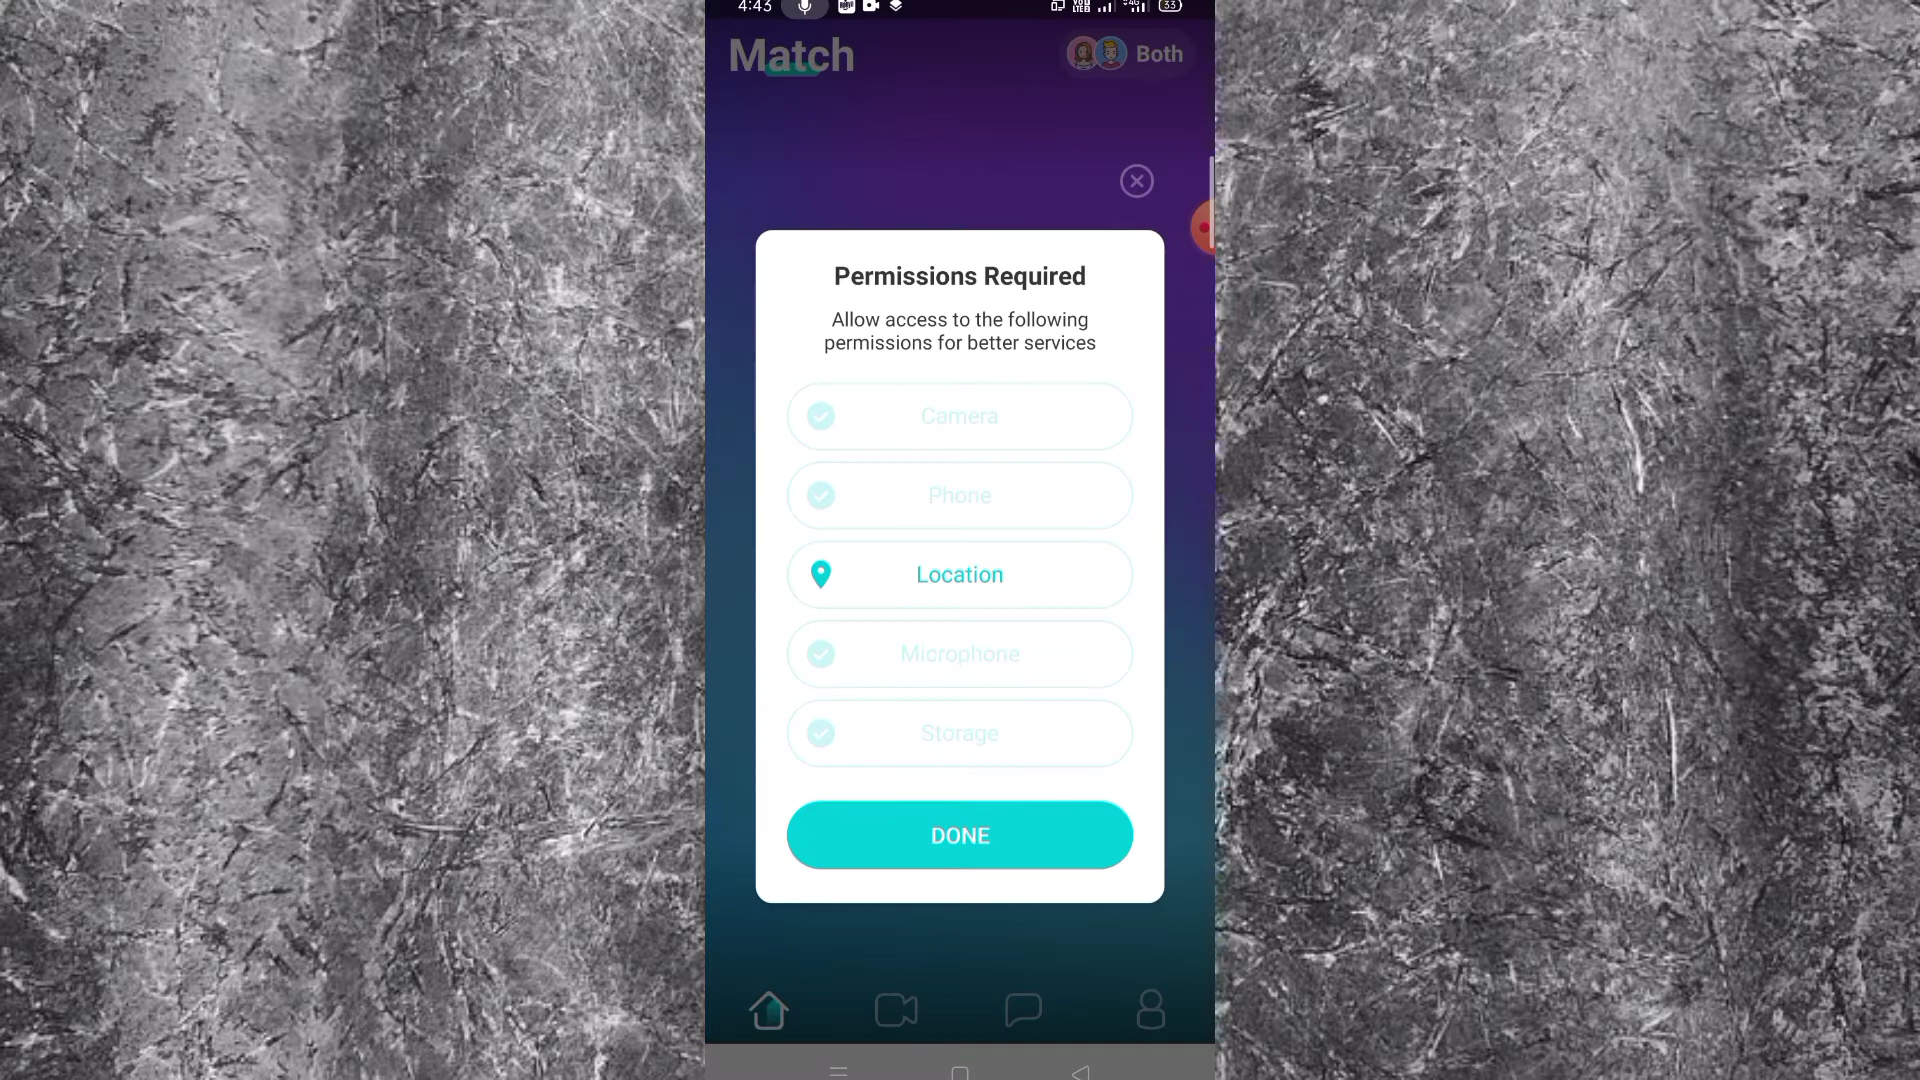 4:43
33
Match
Both
Permissions Required
Allow access to the following
permissions for better services
Camera
Phone
Location
Microphone
Storage
DONE